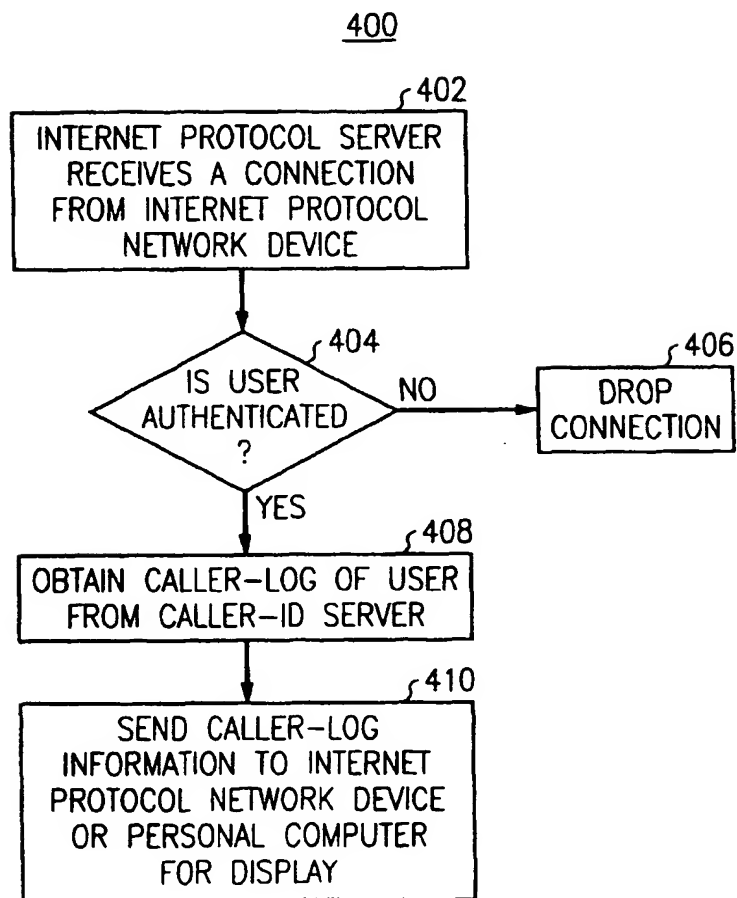 400
402
INTERNET PROTOCOL SERVER
RECEIVES A CONNECTION
FROM INTERNET PROTOCOL
NETWORK DEVICE
404
IS USER
AUTHENTICATED
?
NO
406
DROP
CONNECTION
YES
408
OBTAIN CALLER-LOG OF USER
FROM CALLER-ID SERVER
410
SEND CALLER-LOG
INFORMATION TO INTERNET
PROTOCOL NETWORK DEVICE
OR PERSONAL COMPUTER
FOR DISPLAY